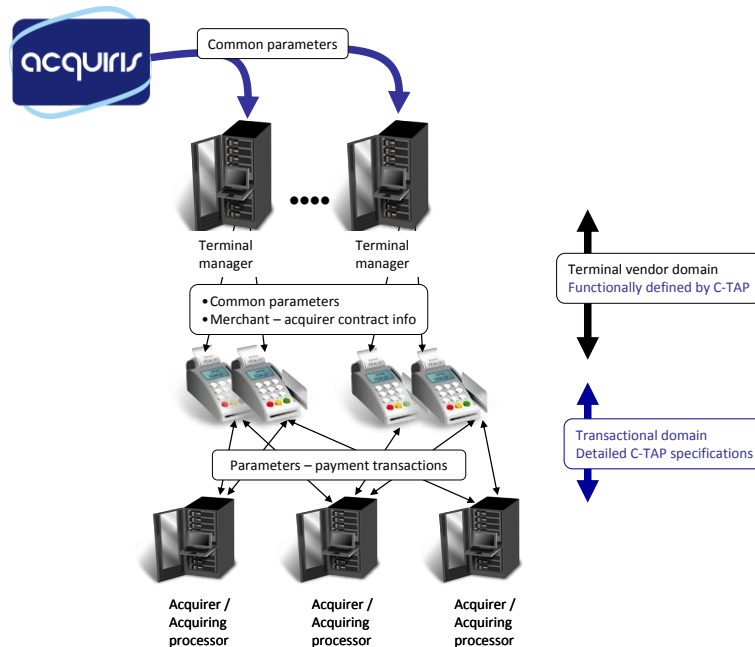 acquiris
Common parameters
Terminal
manager
Terminal
manager
Terminal vendor domain
Functionally defined by C-TAP
•Common parameters
•Merchant – acquirer contract info
Transactional domain
Detailed C-TAP specifications
Parameters – payment transactions
Acquirer /
Acquiring
processor
Acquirer /
Acquiring
processor
Acquirer /
Acquiring
processor